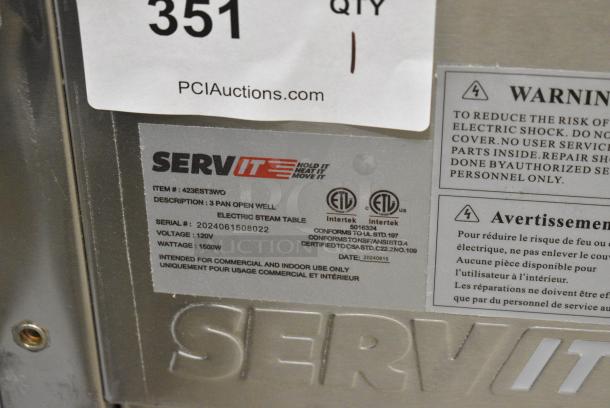 351
QTY
1
PCIAuctions.com
SERVIT HOLD IT
HEAT IT
MOVE IT
ITEM # : 423EST3WO
DESCRIPTION : 3 PAN OPEN WELL
ELECTRIC STEAM TABLE
SERIAL# : 2024061508022
VOLTAGE : 120V
WATTAGE : 1500W
ETL ETL us
Intertek Intertek
5016324
CONFORMS TO UL STD.197
CONFORMS TO NSF/ANSI STD.4
CERTIFIED TO CSA STD. C22.2 NO.109
DATE: 20240615
INTENDED FOR COMMERCIAL AND INDOOR USE ONLY
UNIQUEMENT POUR USAGE COMMERCIAL ET INTÉRIEUR
WARNIN
TO REDUCE THE RISK OF
ELECTRIC SHOCK. DO NO
COVER.NO USER SERVICE
PARTS INSIDE.REPAIR SH
DONE BYAUTHORIZED SE
PERSONNEL ONLY.
Avertissemen
Pour réduire le risque de feu ou
électrique, ne pas enlever le couv
Aucune pièce disponible pour
l'utilisateur à l'intérieur.
Les réparations ne doivent être ef
que par du personnel de service au
SERVIT